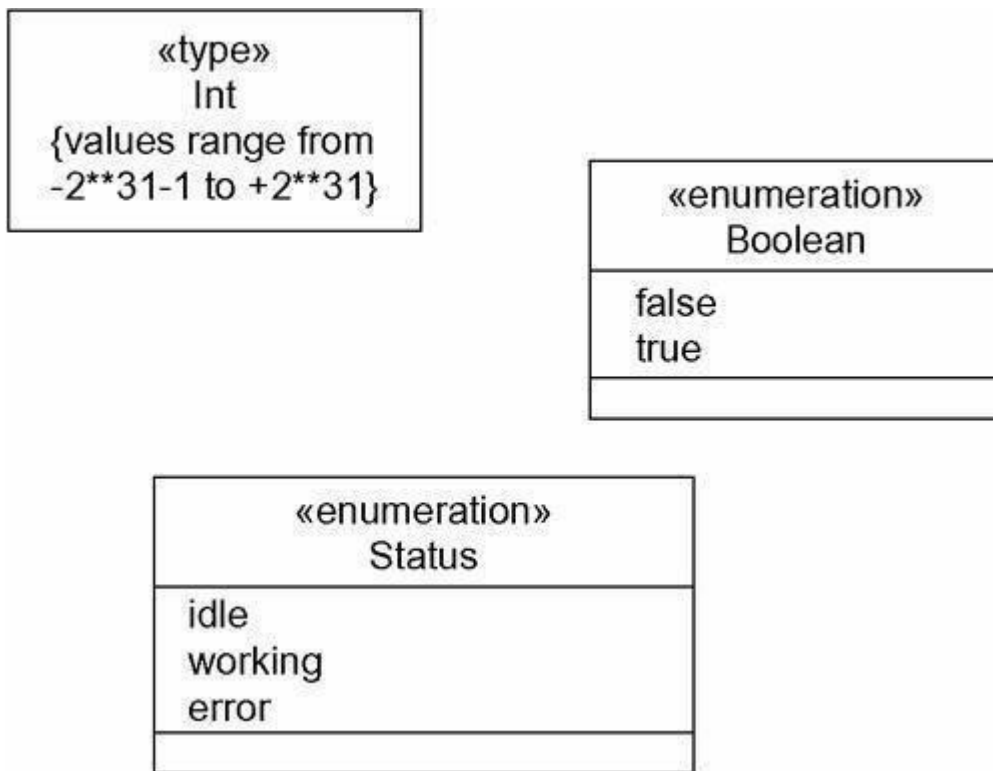 «type»
Int
{values range from
-2**31-1 to +2**31}
«enumeration»
Boolean
false
true
«enumeration»
Status
idle
working
error